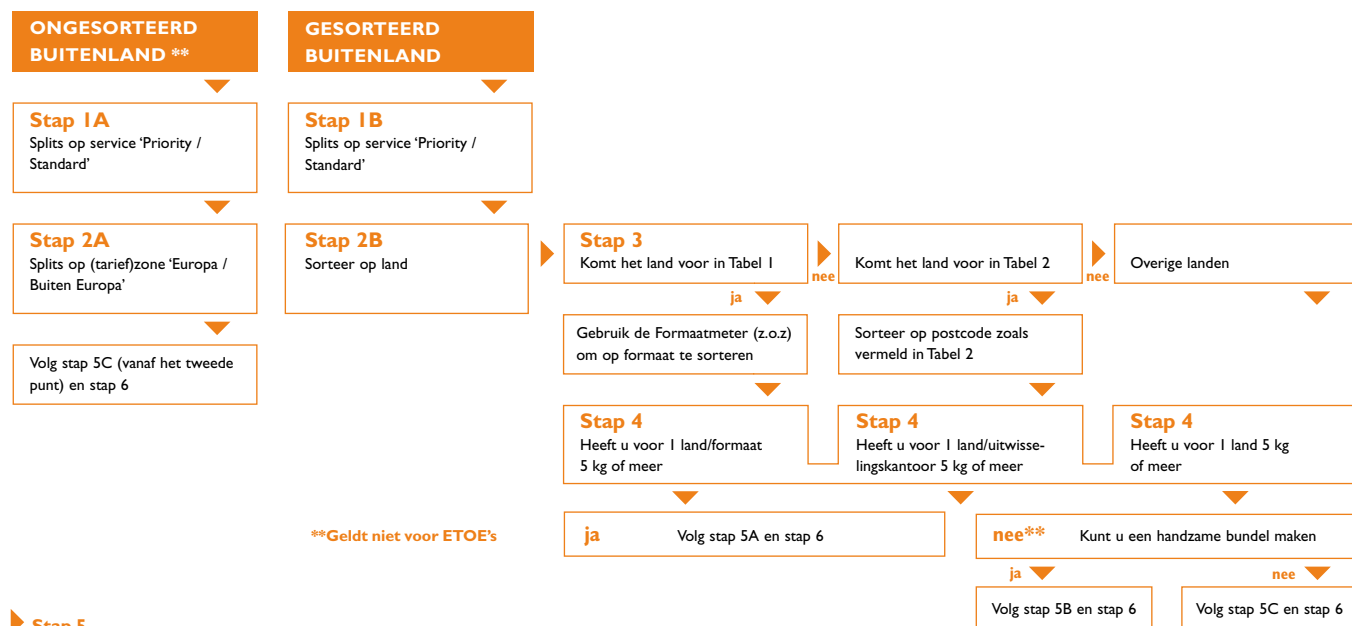 ONGESORTEERD
BUITENLAND **
GESORTEERD
BUITENLAND
Stap 1A
Splits op service ‘Priority /
Standard’
Stap 1B
Splits op service ‘Priority /
Standard’
Stap 2A
Splits op (tarief)zone ‘Europa /
Buiten Europa’
Stap 2B
Sorteer op land
Stap 3
Komt het land voor in Tabel 1
nee
Komt het land voor in Tabel 2
nee
Overige landen
ja
ja
Volg stap 5C (vanaf het tweede
punt) en stap 6
Gebruik de Formaatmeter (z.o.z)
om op formaat te sorteren
Sorteer op postcode zoals
vermeld in Tabel 2
Stap 4
Heeft u voor 1 land/formaat
5 kg of meer
Stap 4
Heeft u voor 1 land/uitwisse-
lingskantoor 5 kg of meer
Stap 4
Heeft u voor 1 land 5 kg
of meer
**Geldt niet voor ETOE's
ja Volg stap 5A en stap 6
nee** Kunt u een handzame bundel maken
ja
nee
Volg stap 5B en stap 6
Volg stap 5C en stap 6
Stap 5